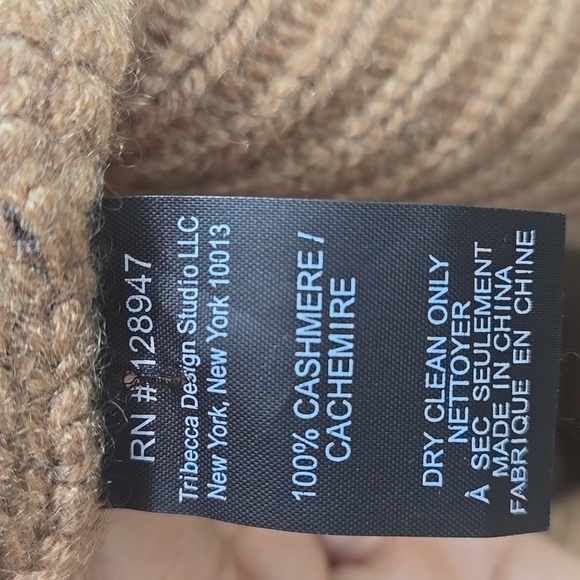 RN # 128947
Tribecca Design Studio LLC
New York, New York 10013
100% CASHMERE /
CACHEMIRE
DRY CLEAN ONLY
NETTOYER
À SEC SEULEMENT
MADE IN CHINA
FABRIQUE EN CHINE